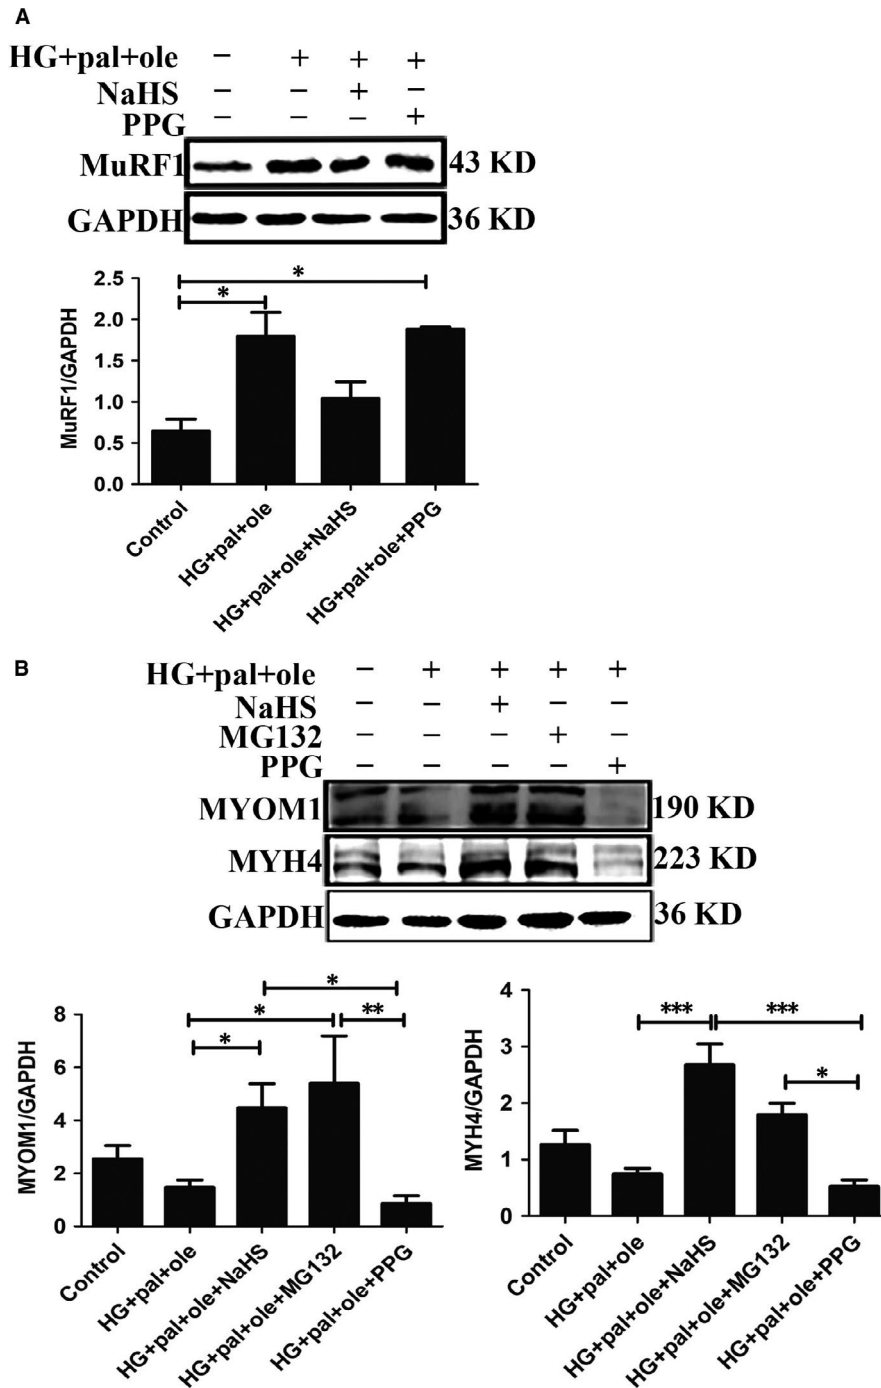 A
HG+pal+ole − + + +
NaHS − − + −
PPG − − − +
MuRF1 43 KD
GAPDH 36 KD
*
*
MuRF1/GAPDH
2.5
2.0
1.5
1.0
0.5
0.0
Control
HG+pal+ole
HG+pal+ole+NaHS
HG+pal+ole+PPG
B
HG+pal+ole − + + + +
NaHS − − + − −
MG132 − − − + −
PPG − − − − +
MYOM1 190 KD
MYH4 223 KD
GAPDH 36 KD
*
* **
*
MYOM1/GAPDH
8
6
4
2
0
Control
HG+pal+ole
HG+pal+ole+NaHS
HG+pal+ole+MG132
HG+pal+ole+PPG
*** ***
*
MYH4/GAPDH
4
3
2
1
0
Control
HG+pal+ole
HG+pal+ole+NaHS
HG+pal+ole+MG132
HG+pal+ole+PPG